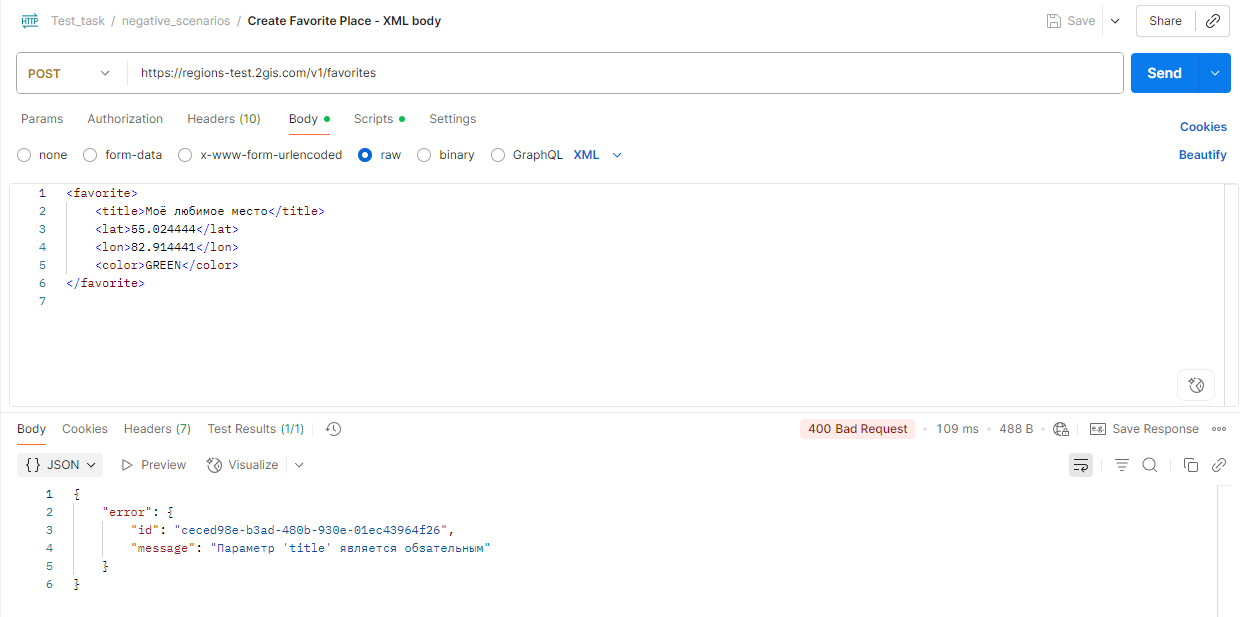 HTTP Test_task / negative_scenarios / Create Favorite Place - XML body Save Share
POST https://regions-test.2gis.com/v1/favorites Send
Params Authorization Headers (10) Body Scripts Settings Cookies
none form-data x-www-form-urlencoded raw binary GraphQL XML Beautify
1 <favorite>
2 <title>Моё любимое место</title>
3 <lat>55.024444</lat>
4 <lon>82.914441</lon>
5 <color>GREEN</color>
6 </favorite>
7
Body Cookies Headers (7) Test Results (1/1) 400 Bad Request 109 ms 488 B e.g. Save Response
{} JSON Preview Visualize
1 {
2 "error": {
3 "id": "ceced98e-b3ad-480b-930e-01ec43964f26",
4 "message": "Параметр 'title' является обзательным"
5 }
6 }